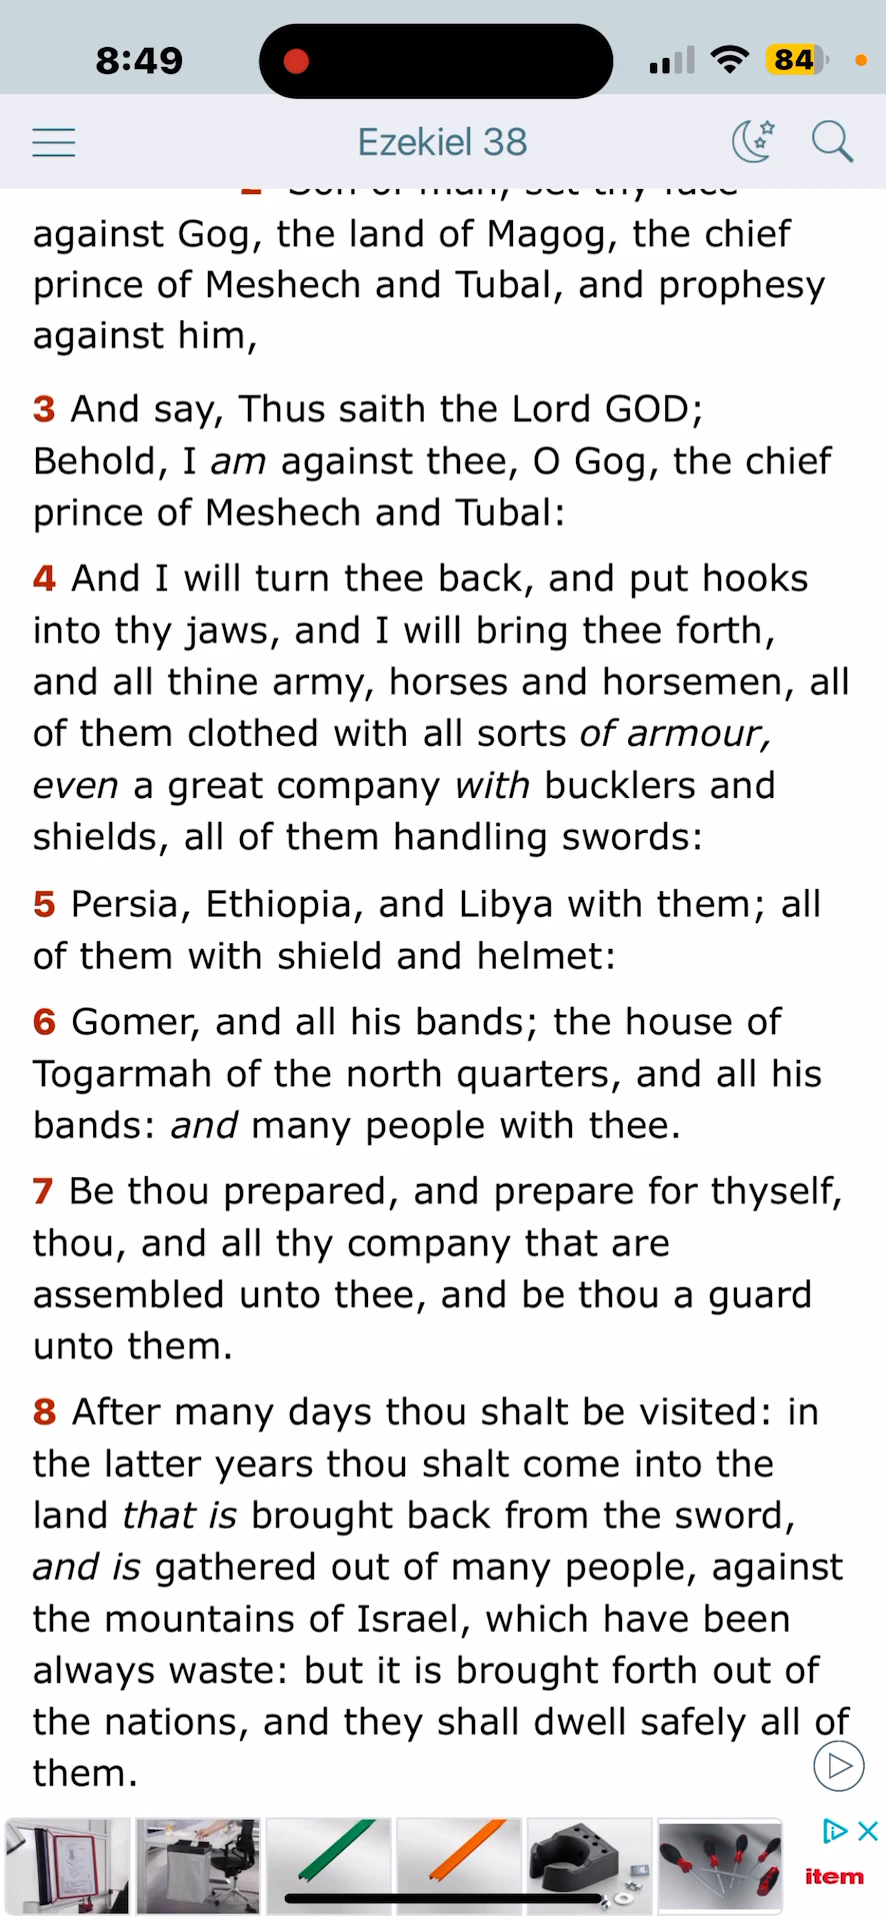 8:49
84
Ezekiel 38
2 Son of man, set thy face
against Gog, the land of Magog, the chief
prince of Meshech and Tubal, and prophesy
against him,
3 And say, Thus saith the Lord GOD;
Behold, I am against thee, O Gog, the chief
prince of Meshech and Tubal:
4 And I will turn thee back, and put hooks
into thy jaws, and I will bring thee forth,
and all thine army, horses and horsemen, all
of them clothed with all sorts of armour,
even a great company with bucklers and
shields, all of them handling swords:
5 Persia, Ethiopia, and Libya with them; all
of them with shield and helmet:
6 Gomer, and all his bands; the house of
Togarmah of the north quarters, and all his
bands: and many people with thee.
7 Be thou prepared, and prepare for thyself,
thou, and all thy company that are
assembled unto thee, and be thou a guard
unto them.
8 After many days thou shalt be visited: in
the latter years thou shalt come into the
land that is brought back from the sword,
and is gathered out of many people, against
the mountains of Israel, which have been
always waste: but it is brought forth out of
the nations, and they shall dwell safely all of
them.
item